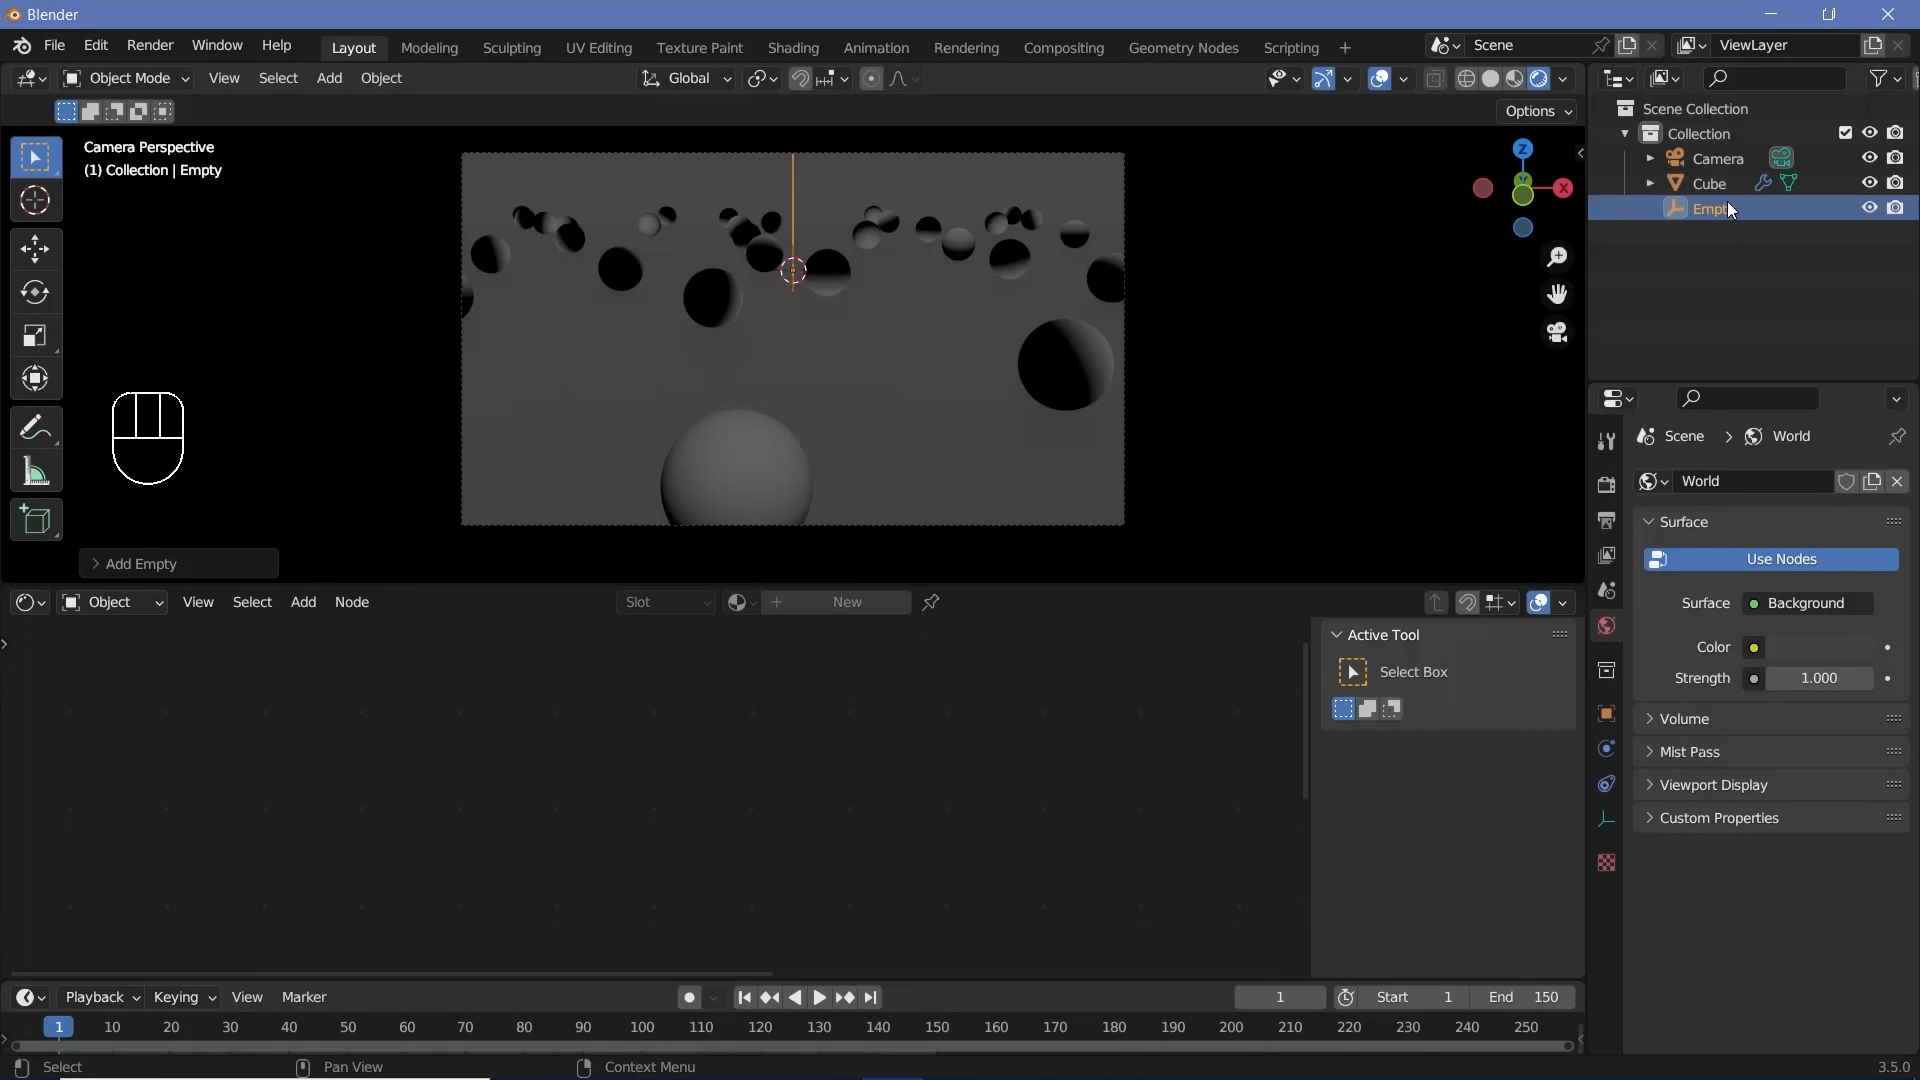 Blender
File Edit Render Window Help Layout Modeling Sculpting UV Editing Texture Paint Shading Animation Rendering Compositing Geometry Nodes Scripting + Scene ViewLayer
Object Mode View Select Add Object Global
Options
Camera Perspective
(1) Collection | Empty
Z
X
Scene Collection
Collection
Camera
Cube
Empt
Scene > World
World
Surface
Use Nodes
Surface Background
Color
Strength 1.000
Volume
Mist Pass
Viewport Display
Custom Properties
> Add Empty
Object View Select Add Node Slot + New
Active Tool
Select Box
Playback Keying View Marker 1 Start 1 End 150
1 10 20 30 40 50 60 70 80 90 100 110 120 130 140 150 160 170 180 190 200 210 220 230 240 250
Select Pan View Context Menu 3.5.0